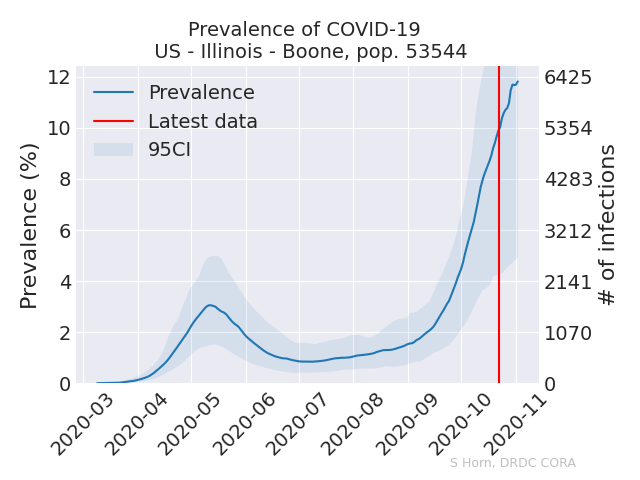 Prevalence of COVID-19
US - Illinois - Boone, pop. 53544
Prevalence
Latest data
95CI
Prevalence (%)
12
10
8
6
4
2
0
6425
5354
4283
3212
2141
1070
0
# of infections
2020-03
2020-04
2020-05
2020-06
2020-07
2020-08
2020-09
2020-10
2020-11
S Horn, DRDC CORA